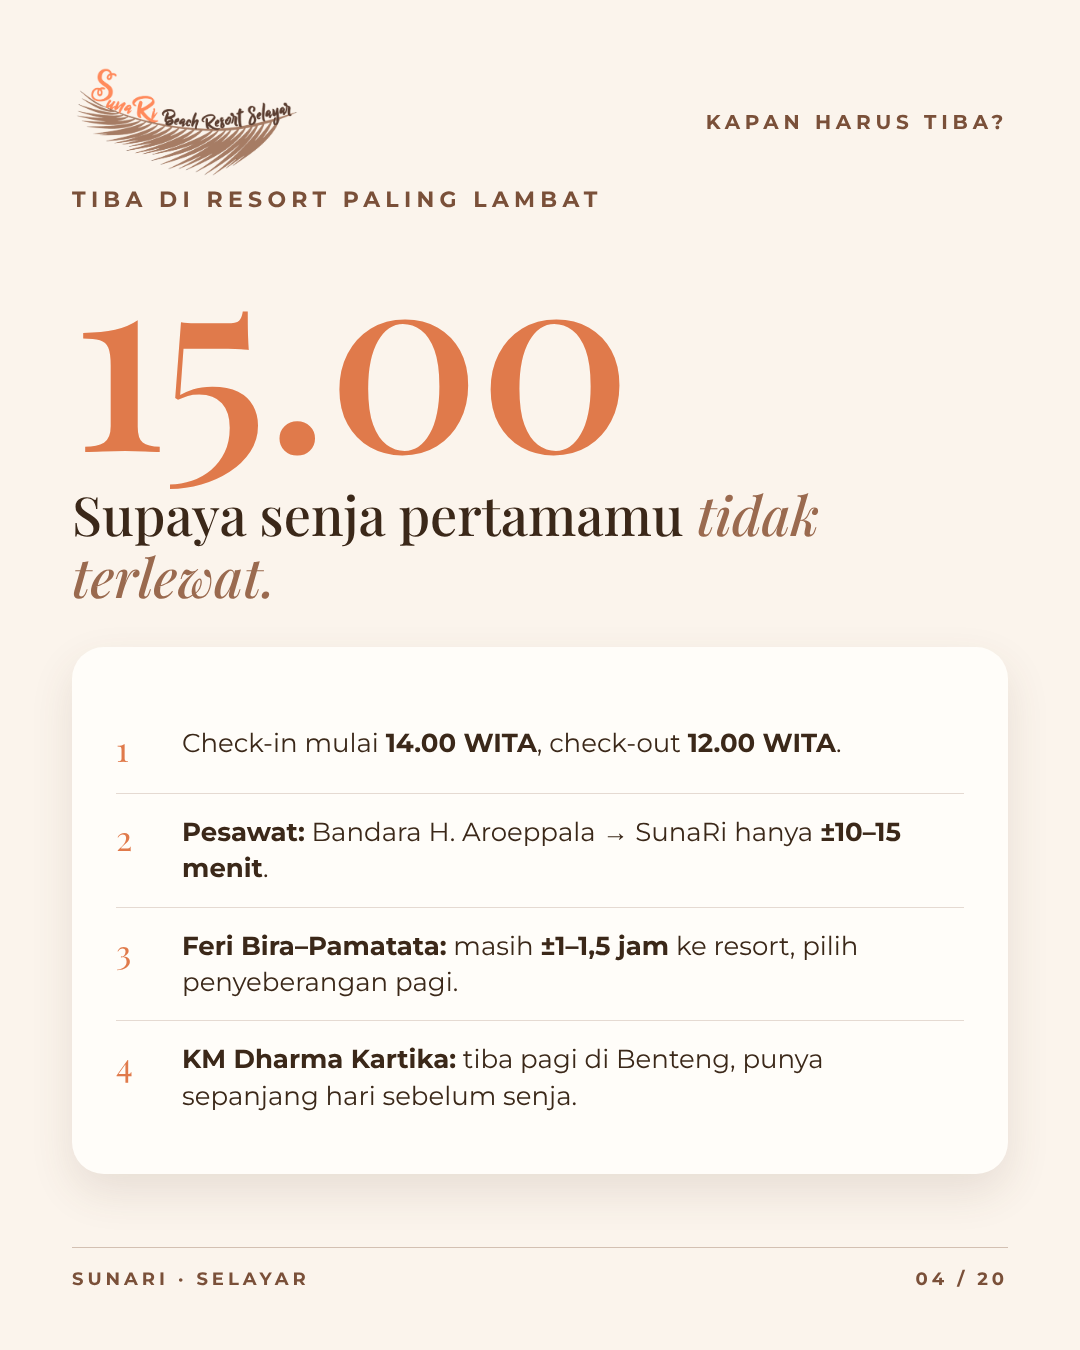 SunaRi Beach Resort Selayar
KAPAN HARUS TIBA?
TIBA DI RESORT PALING LAMBAT
15.00
Supaya senja pertamamu tidak
terlewat.
1 Check-in mulai 14.00 WITA, check-out 12.00 WITA.
2 Pesawat: Bandara H. Aroeppala → SunaRi hanya ±10–15
menit.
3 Feri Bira–Pamatata: masih ±1–1,5 jam ke resort, pilih
penyeberangan pagi.
4 KM Dharma Kartika: tiba pagi di Benteng, punya
sepanjang hari sebelum senja.
SUNARI · SELAYAR
04 / 20